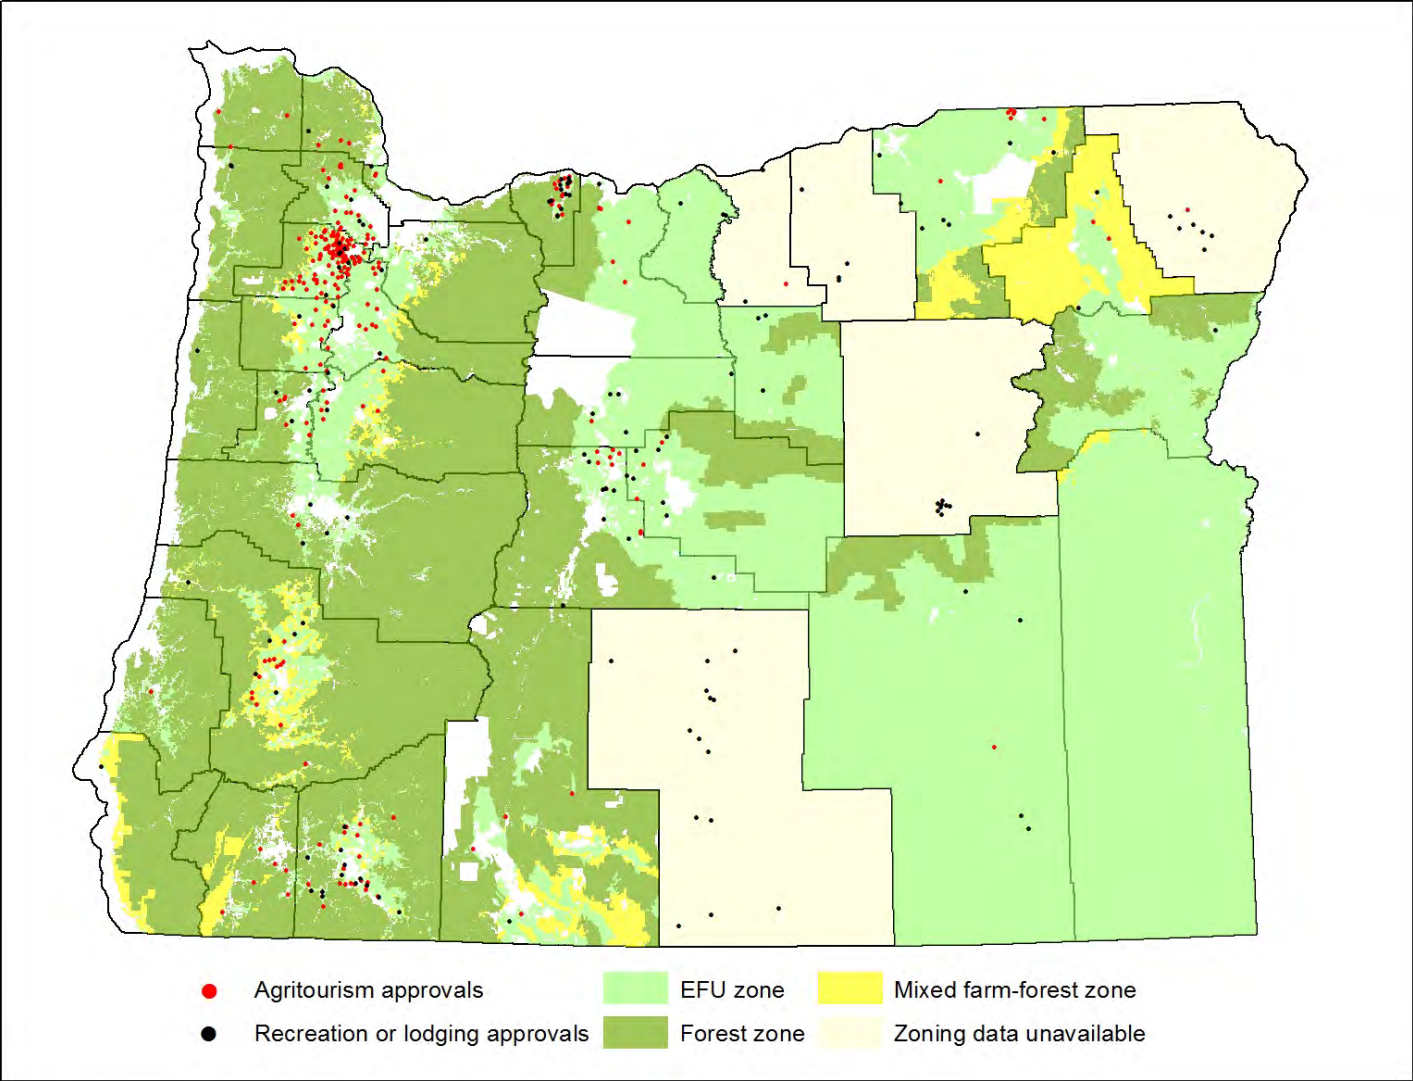 Agritourism approvals
EFU zone
Mixed farm-forest zone
Recreation or lodging approvals
Forest zone
Zoning data unavailable